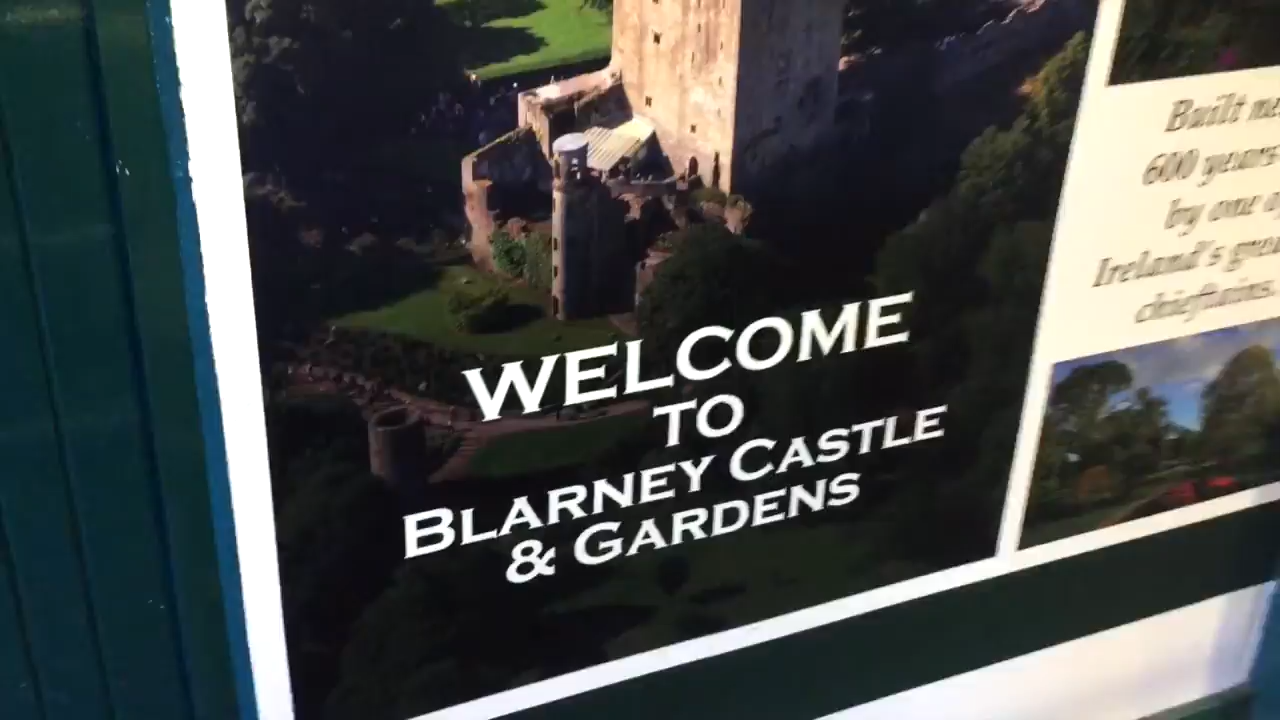 WELCOME
TO
BLARNEY CASTLE
& GARDENS
Built
600 years
by one
Ireland's
chieftains.